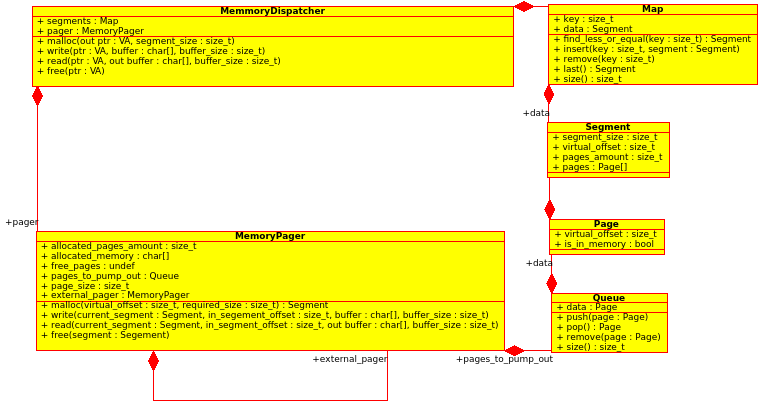 MemmoryDispatcher
+ segments : Map
+ pager : MemoryPager
+ malloc(out ptr : VA, segment_size : size_t)
+ write(ptr : VA, buffer : char[], buffer_size : size_t)
+ read(ptr : VA, out buffer : char[], buffer_size : size_t)
+ free(ptr : VA)
Map
+ key : size_t
+ data : Segment
+ find_less_or_equal(key : size_t) : Segment
+ insert(key : size_t, segment : Segment)
+ remove(key : size_t)
+ last() : Segment
+ size() : size_t
+data
Segment
+ segment_size : size_t
+ virtual_offset : size_t
+ pages_amount : size_t
+ pages : Page[]
Page
+ virtual_offset : size_t
+ is_in_memory : bool
+data
Queue
+ data : Page
+ push(page : Page)
+ pop() : Page
+ remove(page : Page)
+ size() : size_t
+pager
MemoryPager
+ allocated_pages_amount : size_t
+ allocated_memory : char[]
+ free_pages : undef
+ pages_to_pump_out : Queue
+ page_size : size_t
+ external_pager : MemoryPager
+ malloc(virtual_offset : size_t, required_size : size_t) : Segment
+ write(current_segment : Segment, in_segement_offset : size_t, buffer : char[], buffer_size : size_t)
+ read(current_segment : Segment, in_segment_offset : size_t, out buffer : char[], buffer_size : size_t)
+ free(segment : Segement)
+external_pager
+pages_to_pump_out